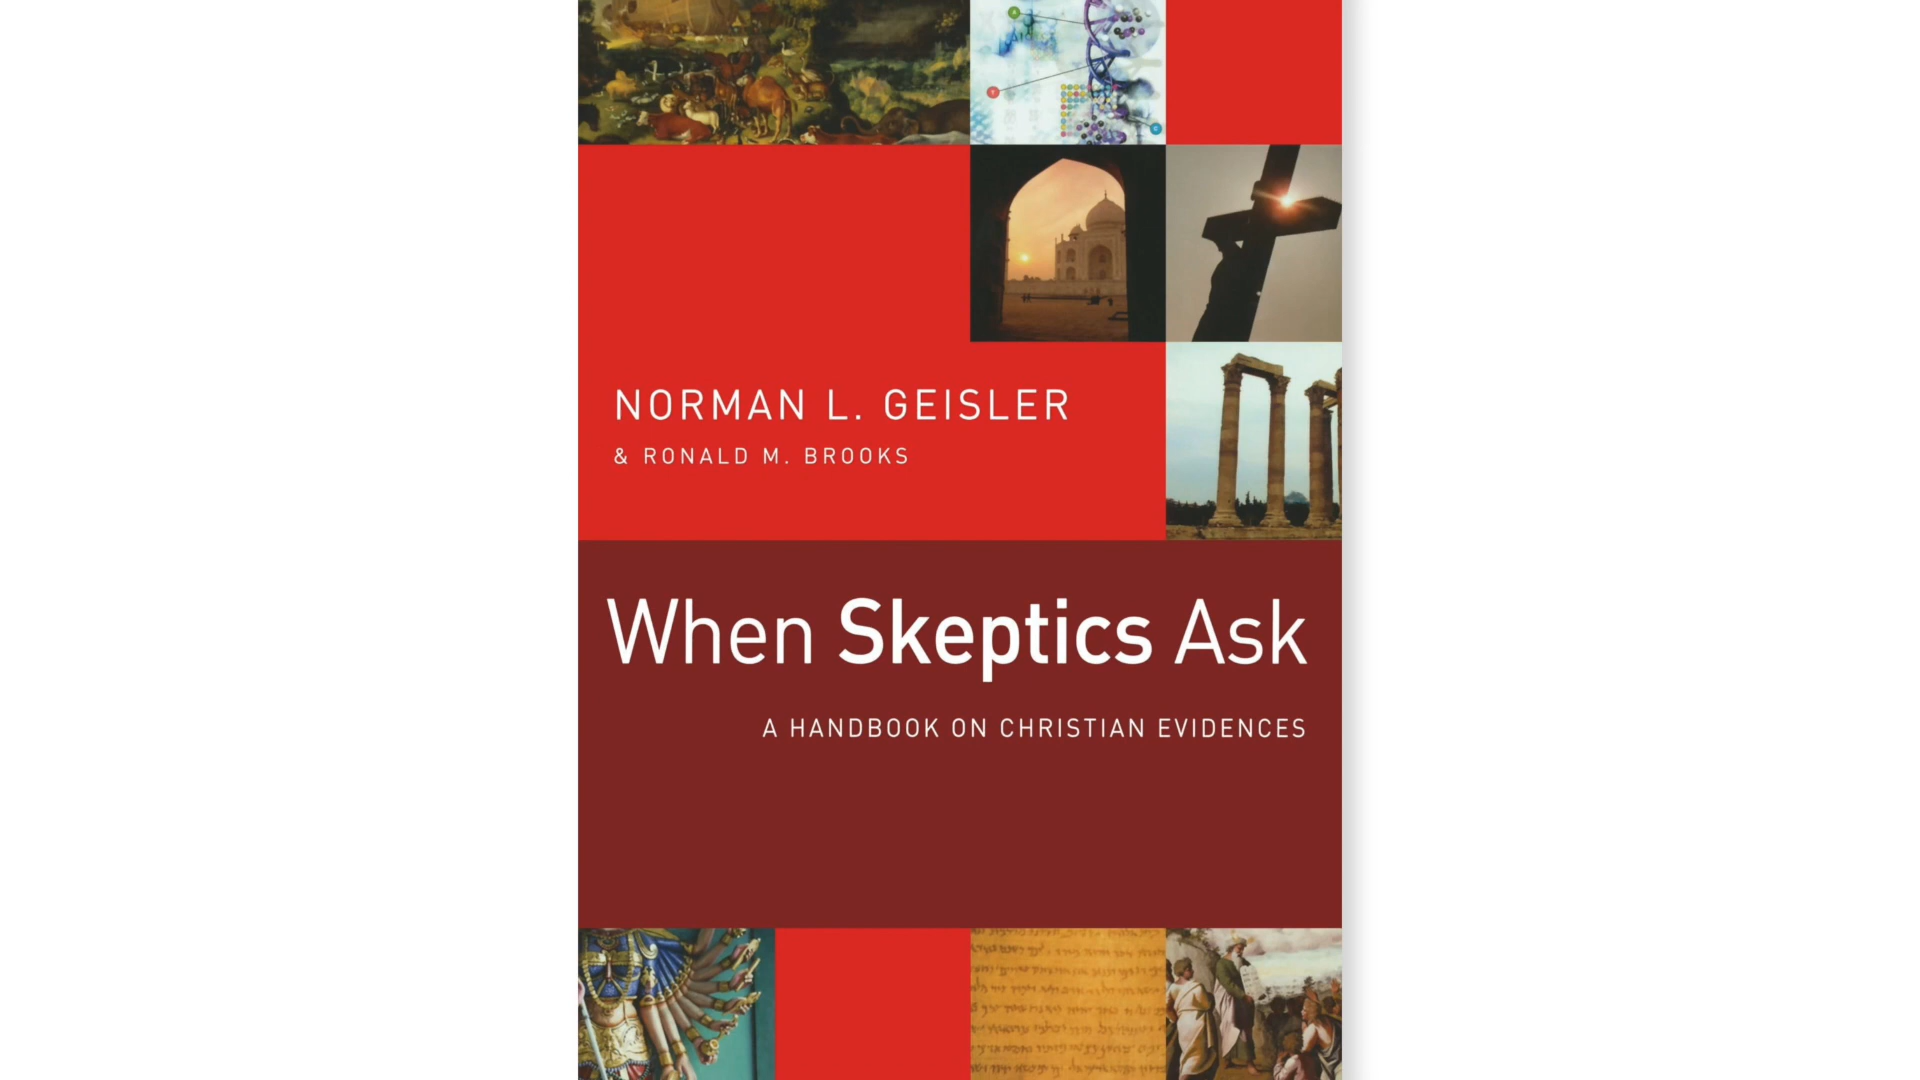 NORMAN L. GEISLER
& RONALD M. BROOKS
When Skeptics Ask
A HANDBOOK ON CHRISTIAN EVIDENCES